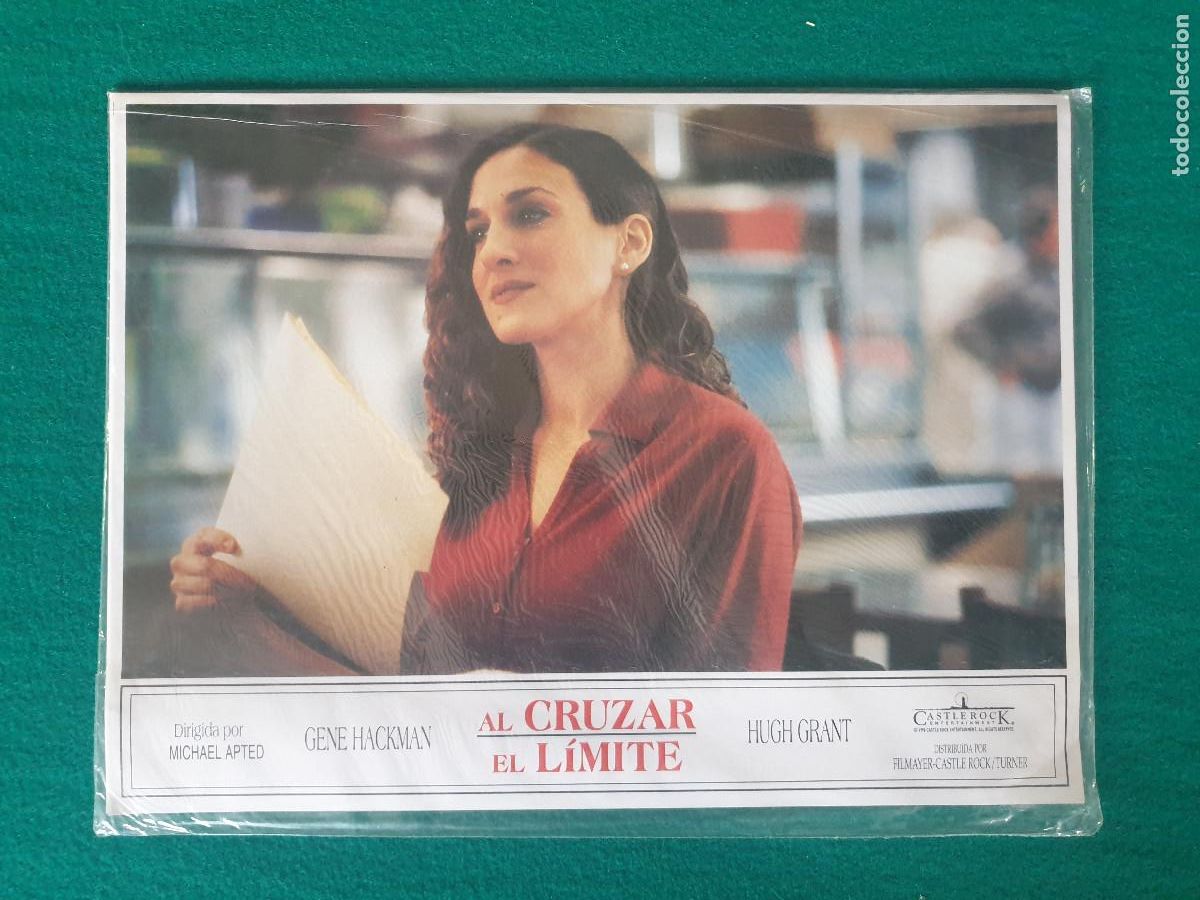 Dirigida por
MICHAEL APTED
GENE HACKMAN
AL CRUZAR
EL LÍMITE
HUGH GRANT
CASTLE ROCK
ENTERTAINMENT
DISTRIBUIDA POR
FILMAYER-CASTLE ROCK/TURNER
todocoleccion